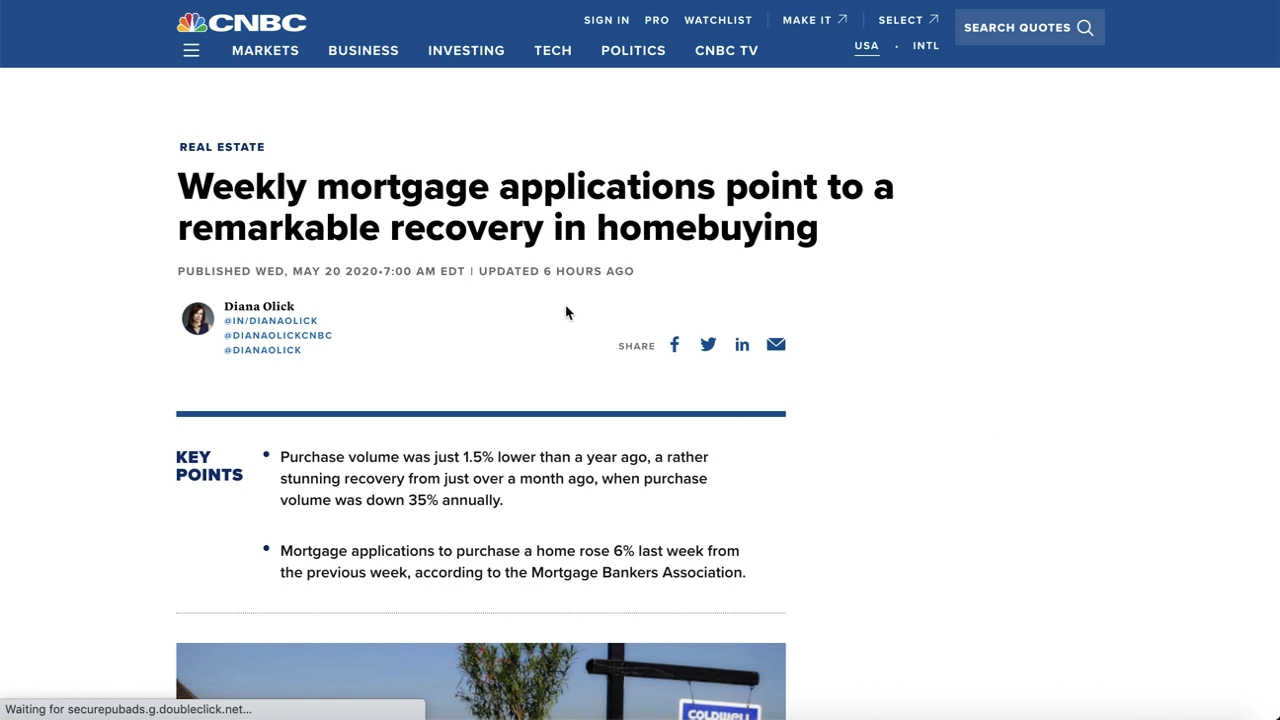 CNBC
SIGN IN PRO WATCHLIST MAKE IT SELECT
SEARCH QUOTES
MARKETS BUSINESS INVESTING TECH POLITICS CNBC TV
USA · INTL
REAL ESTATE
Weekly mortgage applications point to a
remarkable recovery in homebuying
PUBLISHED WED, MAY 20 2020•7:00 AM EDT | UPDATED 6 HOURS AGO
Diana Olick
@IN/DIANAOLICK
@DIANAOLICKCNBC
@DIANAOLICK
SHARE
KEY
POINTS
• Purchase volume was just 1.5% lower than a year ago, a rather
stunning recovery from just over a month ago, when purchase
volume was down 35% annually.
• Mortgage applications to purchase a home rose 6% last week from
the previous week, according to the Mortgage Bankers Association.
COLDWELL
Waiting for securepubads.g.doubleclick.net...